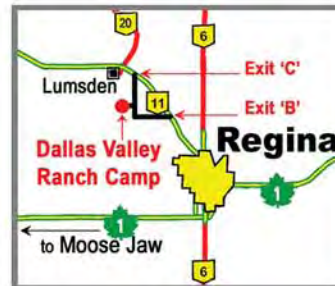 20
6
Exit 'C'
Lumsden
11
Exit 'B'
Regina
Dallas Valley
Ranch Camp
1
1
to Moose Jaw
6